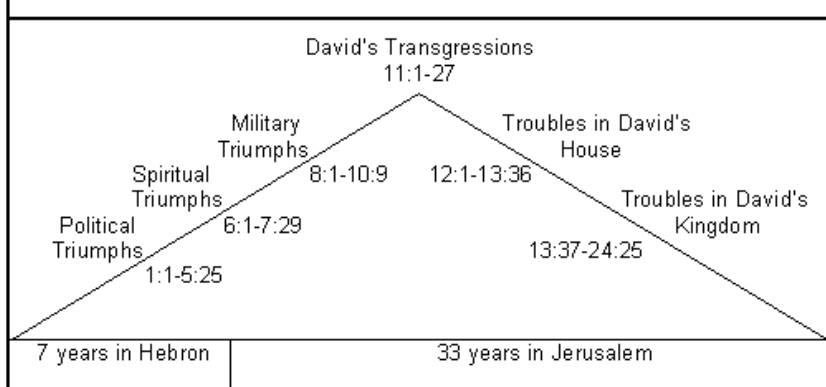 David's Transgressions
11:1-27
Military
Triumphs
8:1-10:9
Spiritual
Triumphs
6:1-7:29
Political
Triumphs
1:1-5:25
Troubles in David's
House
12:1-13:36
Troubles in David's
Kingdom
13:37-24:25
7 years in Hebron
33 years in Jerusalem